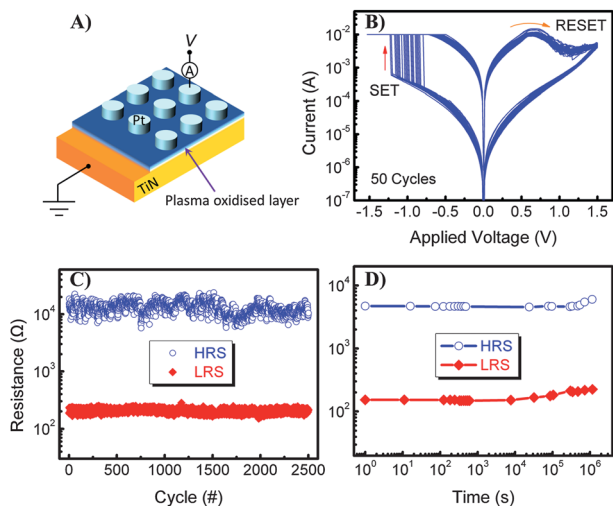 A)
V
A
Pt
TiN
Plasma oxidised layer
B)
RESET
SET
50 Cycles
Current (A)
10⁻²
10⁻³
10⁻⁴
10⁻⁵
10⁻⁶
10⁻⁷
-1.5 -1.0 -0.5 0.0 0.5 1.0 1.5
Applied Voltage (V)
C)
Resistance (Ω)
10⁴
10³
10²
HRS
LRS
0 500 1000 1500 2000 2500
Cycle (#)
D)
10⁴
10³
10²
HRS
LRS
10⁰ 10¹ 10² 10³ 10⁴ 10⁵ 10⁶
Time (s)